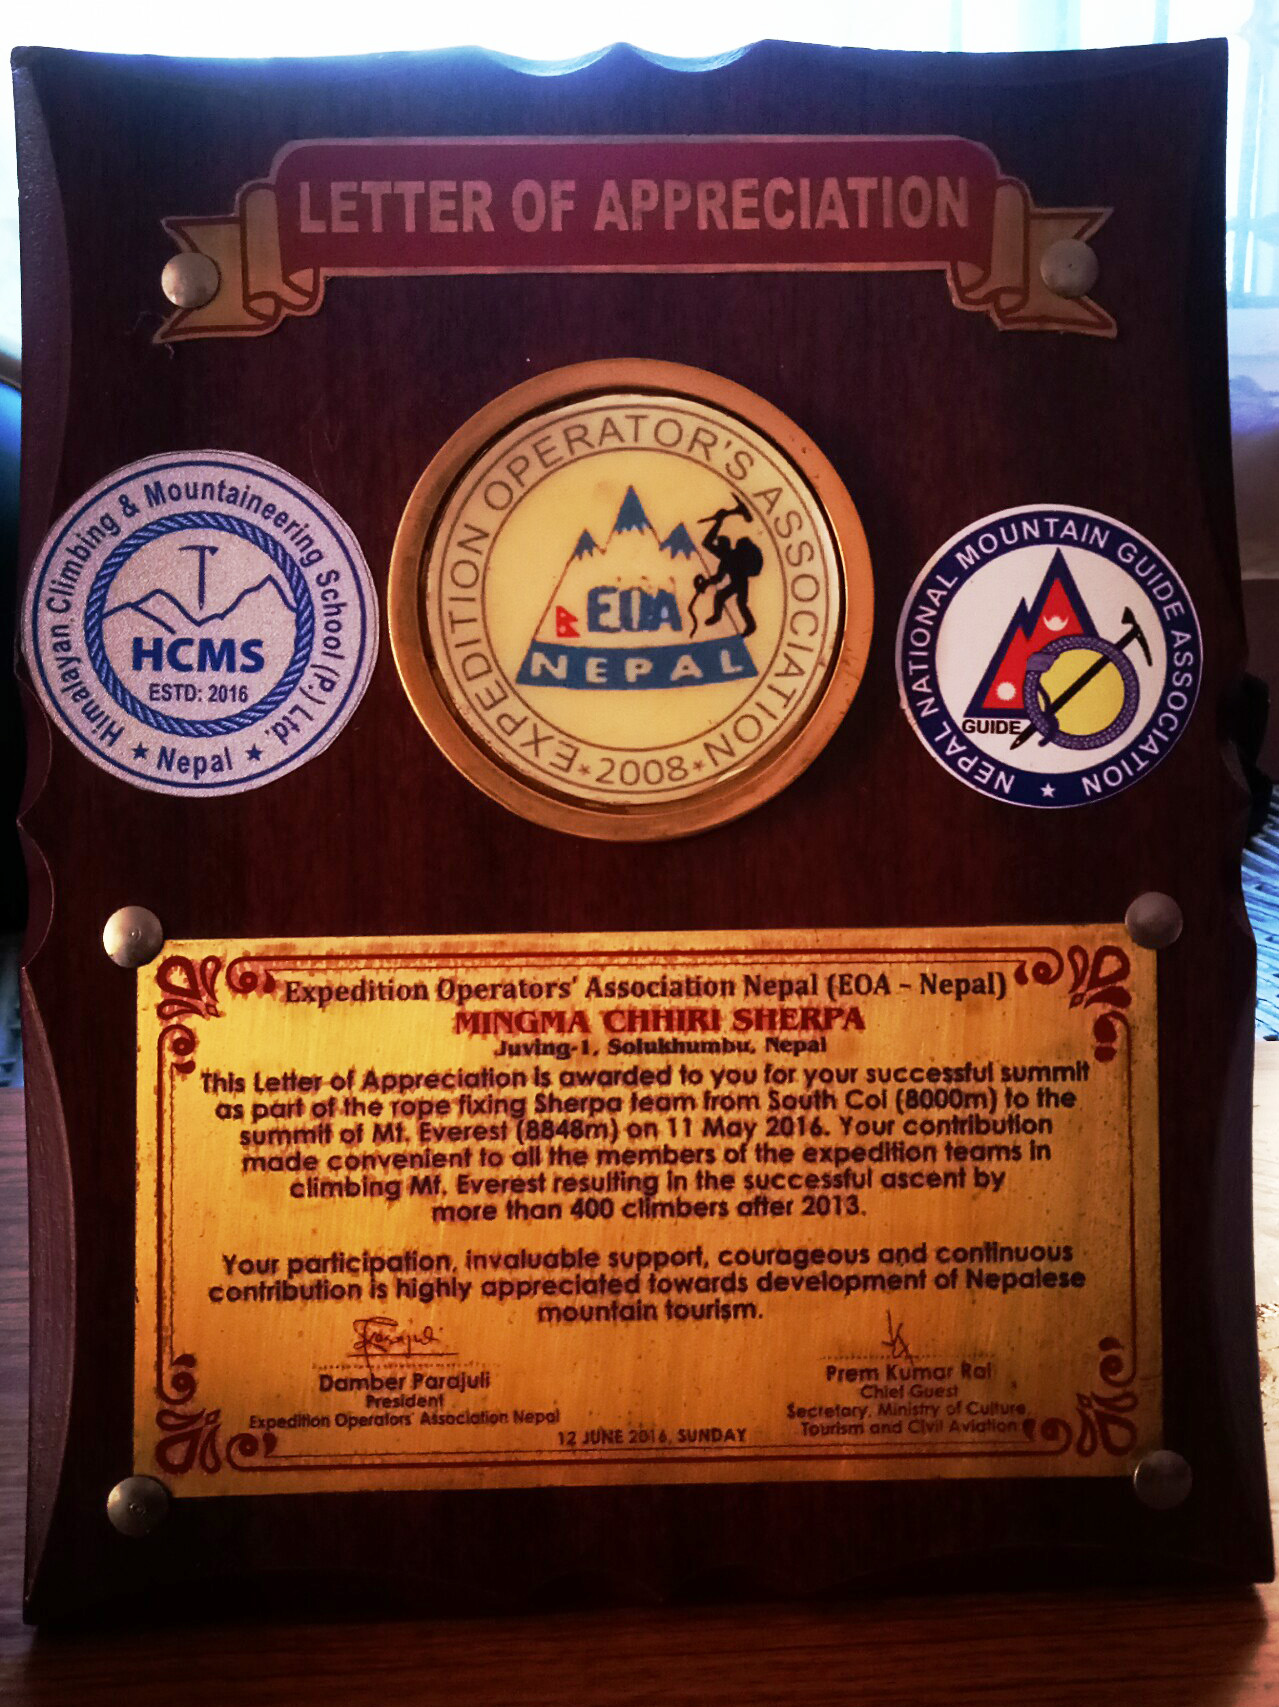 LETTER OF APPRECIATION
Himalayan Climbing & Mountaineering School (P.) Ltd.
HCMS
ESTD: 2016
★ Nepal ★
EXPEDITION OPERATOR'S ASSOCIATION
EOA
NEPAL
*2008*
NEPAL NATIONAL MOUNTAIN GUIDE ASSOCIATION
GUIDE
★
Expedition Operators' Association Nepal (EOA - Nepal)
MINGMA CHHIRI SHERPA
Juving-1, Solukhumbu, Nepal
This Letter of Appreciation is awarded to you for your successful summit
as part of the rope fixing Sherpa team from South Col (8000m) to the
summit of Mt. Everest (8848m) on 11 May 2016. Your contribution
made convenient to all the members of the expedition teams in
climbing Mt. Everest resulting in the successful ascent by
more than 400 climbers after 2013.
Your participation, invaluable support, courageous and continuous
contribution is highly appreciated towards development of Nepalese
mountain tourism.
Damber Parajuli
President
Expedition Operators' Association Nepal
Prem Kumar Rai
Chief Guest
Secretary, Ministry of Culture,
Tourism and Civil Aviation
12 JUNE 2016, SUNDAY